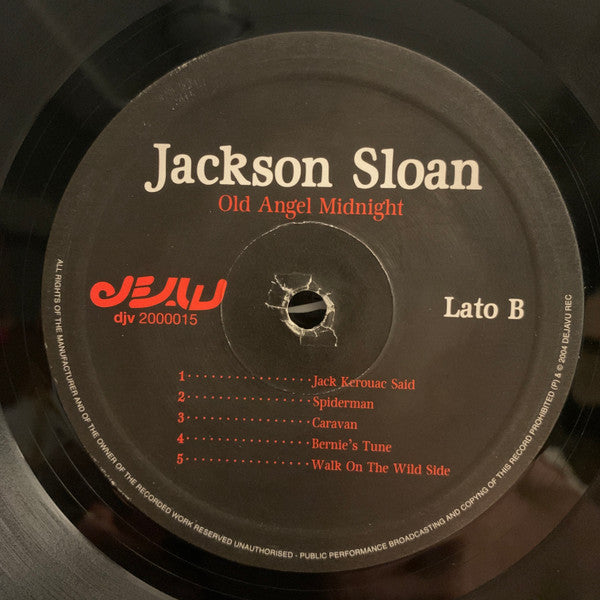 Jackson Sloan
Old Angel Midnight
DEJAVU
djv 2000015
Lato B
1 ................ Jack Kerouac Said
2 ................ Spiderman
3 ................ Caravan
4 ................ Bernie's Tune
5 ................ Walk On The Wild Side
ALL RIGHTS OF THE MANUFACTURER AND OF THE OWNER OF THE RECORDED WORK RESERVED UNAUTHORISED - PUBLIC PERFORMANCE BROADCASTING AND COPYNG OF THIS RECORD PROHIBITED (P) & © 2004 DEJAVU REC